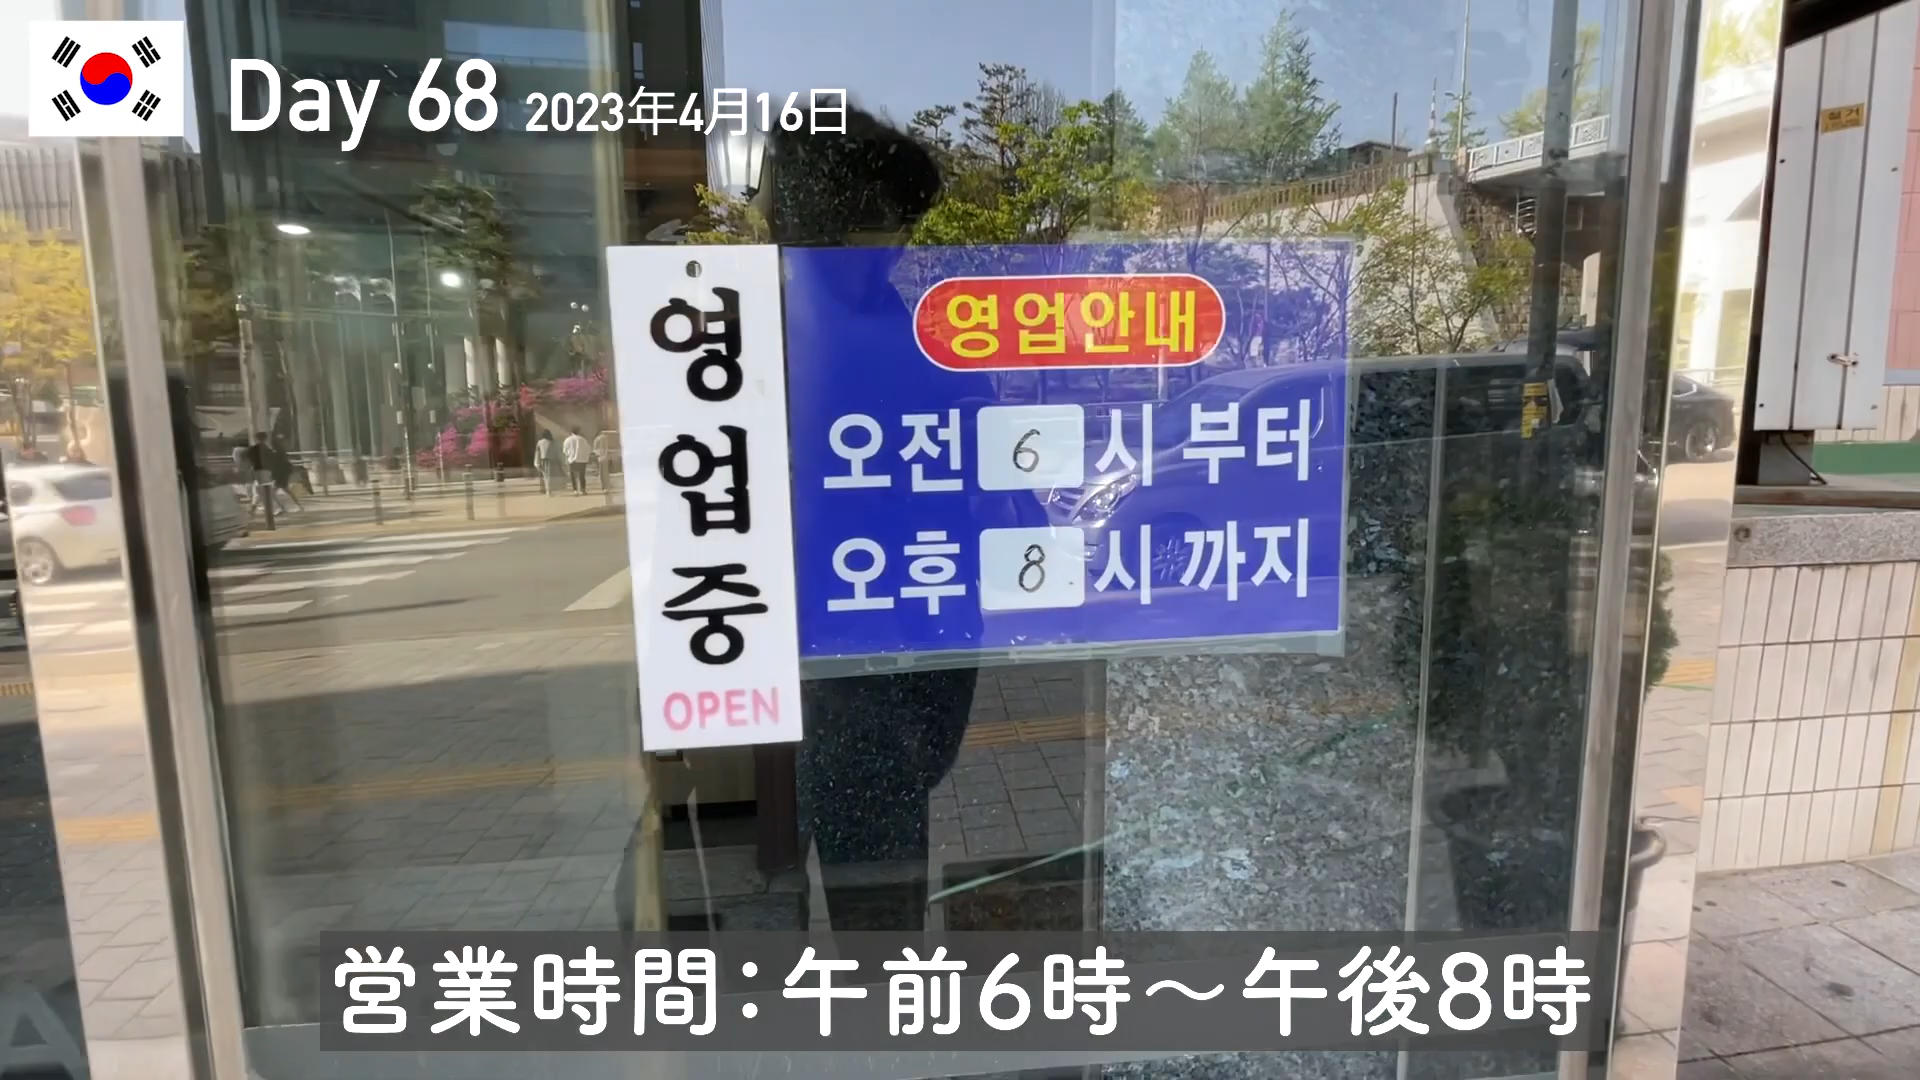 Day 68 2023年4月16日
영업중
OPEN
영업안내
오전 6 시 부터
오후 8 시 까지
営業時間：午前6時〜午後8時